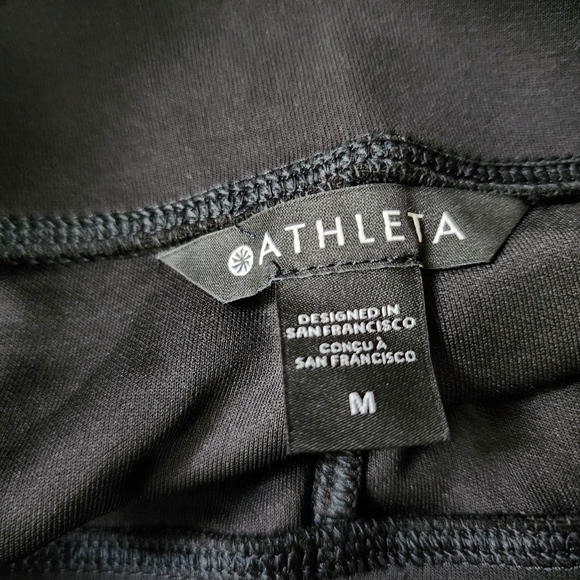 ATHLETA
DESIGNED IN
SAN FRANCISCO
CONÇU À
SAN FRANCISCO
M